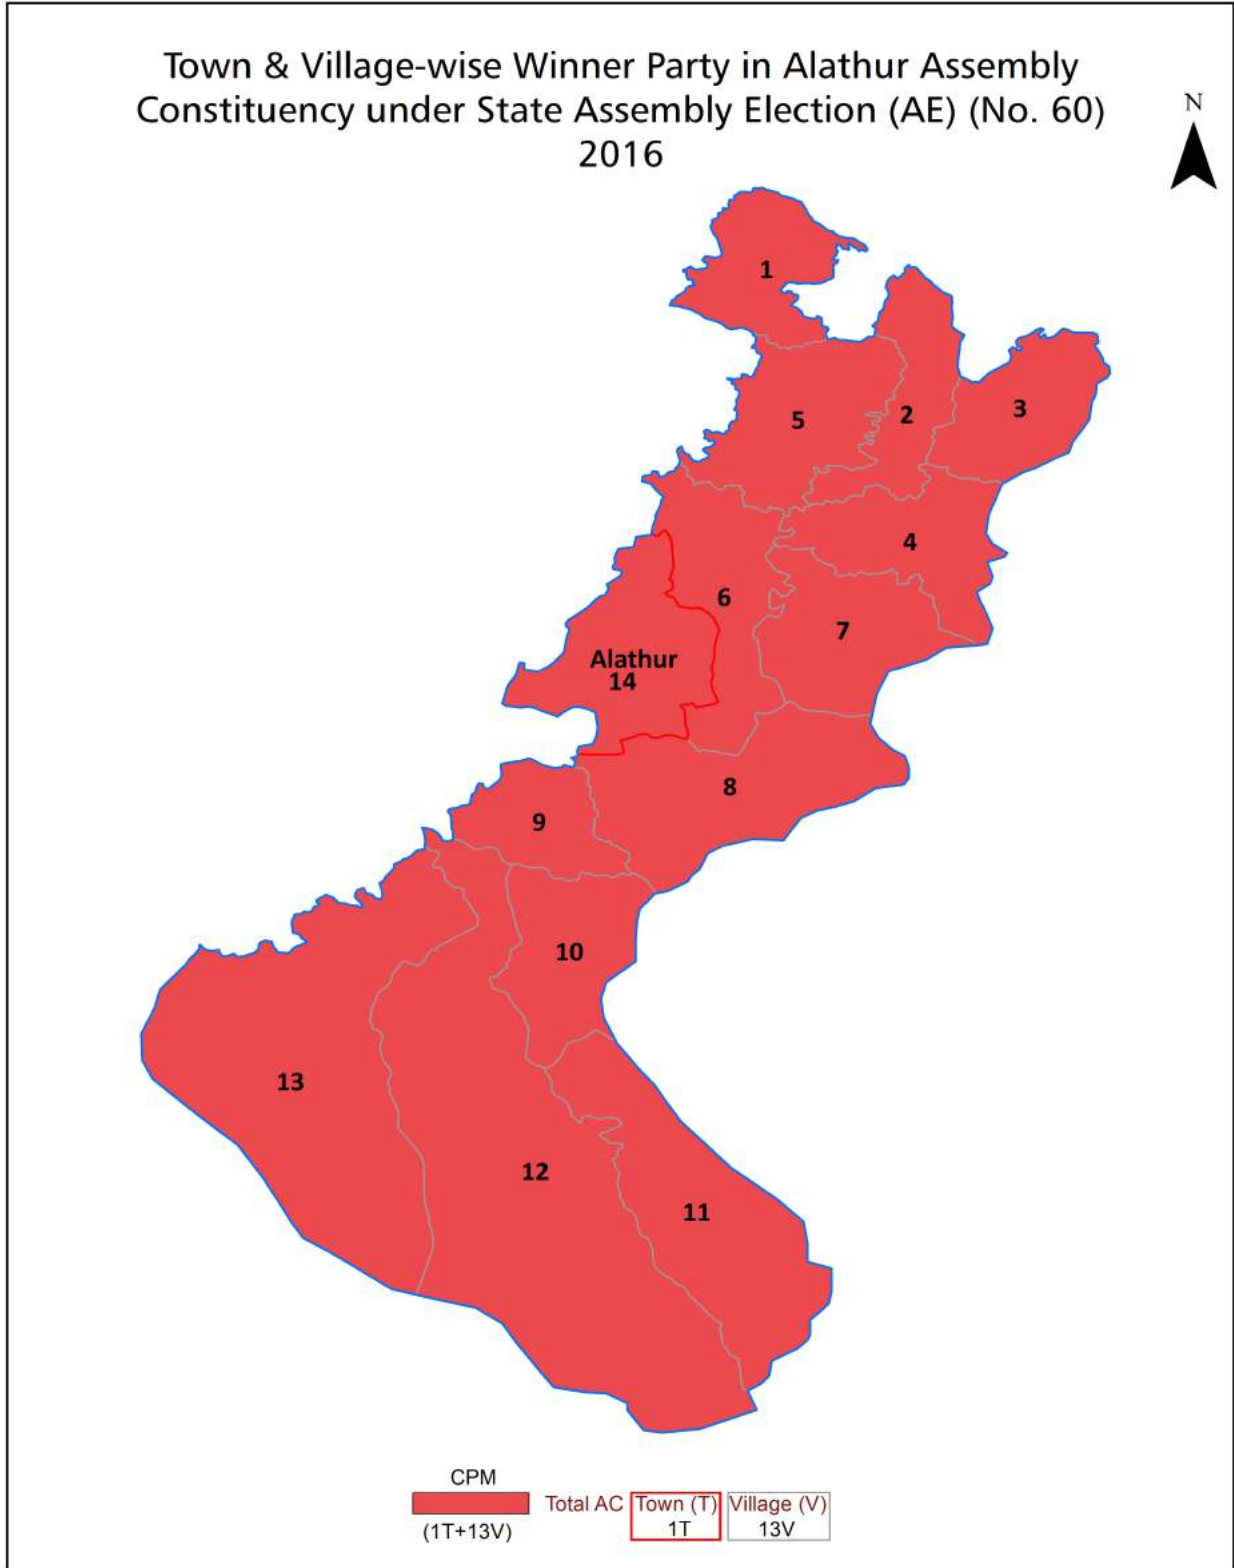 Town & Village-wise Winner Party in Alathur Assembly
Constituency under State Assembly Election (AE) (No. 60)
2016
N
1
2
3
5
4
6
7
Alathur
14
8
9
10
13
12
11
CPM
(1T+13V)
Total AC
Town (T)
1T
Village (V)
13V